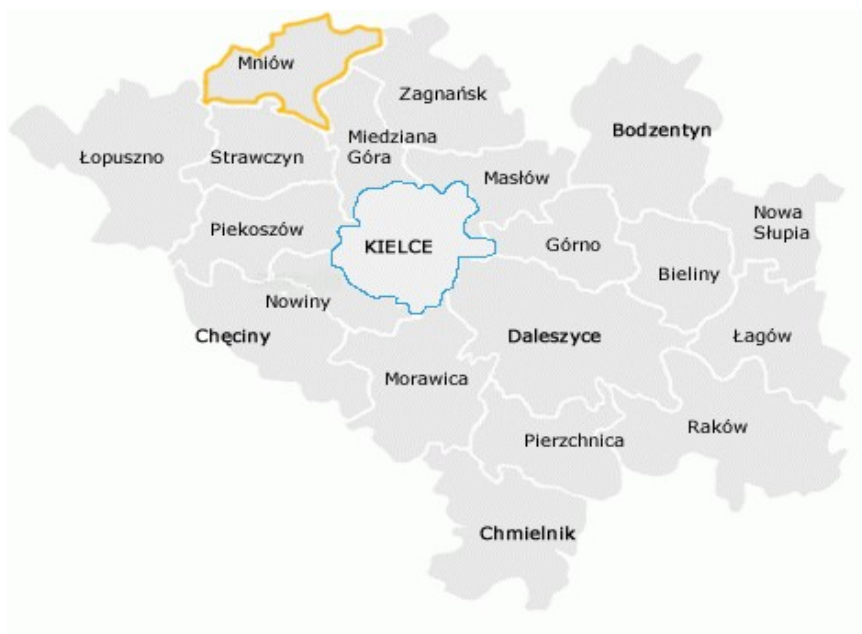 Mniów
Zagnańsk
Bodzentyn
Miedziana
Góra
Łopuszno
Strawczyn
Masłów
Nowa
Słupia
Piekoszów
KIELCE
Górno
Bieliny
Nowiny
Chęciny
Daleszyce
Łagów
Morawica
Raków
Pierzchnica
Chmielnik